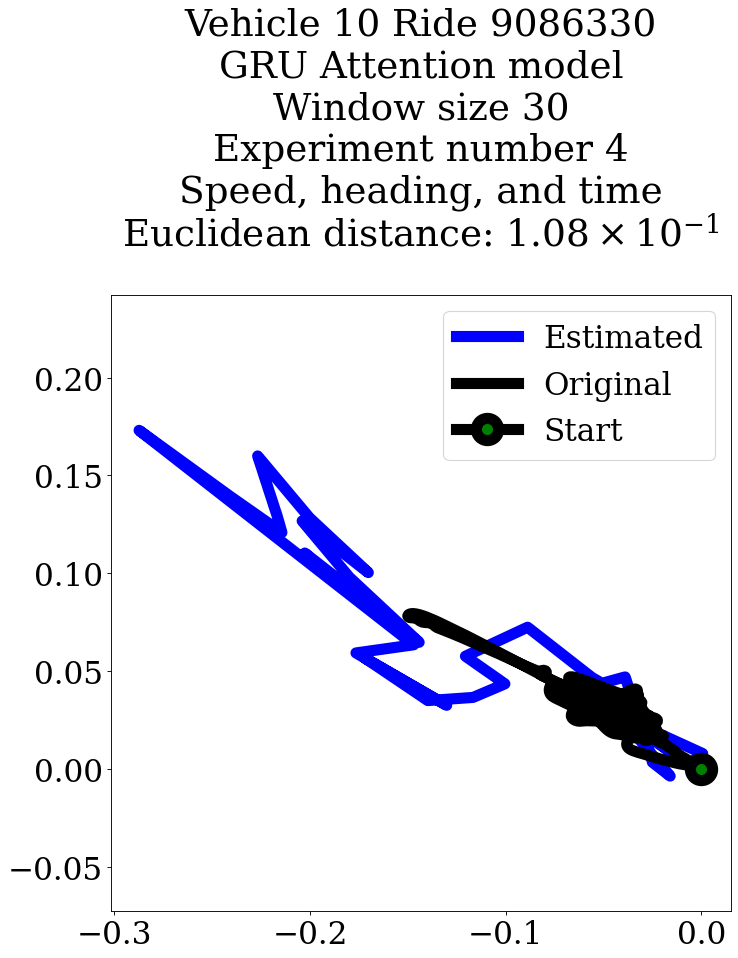 Vehicle 10 Ride 9086330
GRU Attention model
Window size 30
Experiment number 4
Speed, heading, and time
Euclidean distance: 1.08 × 10⁻¹
Estimated
Original
Start
0.20
0.15
0.10
0.05
0.00
−0.05
−0.3 −0.2 −0.1 0.0